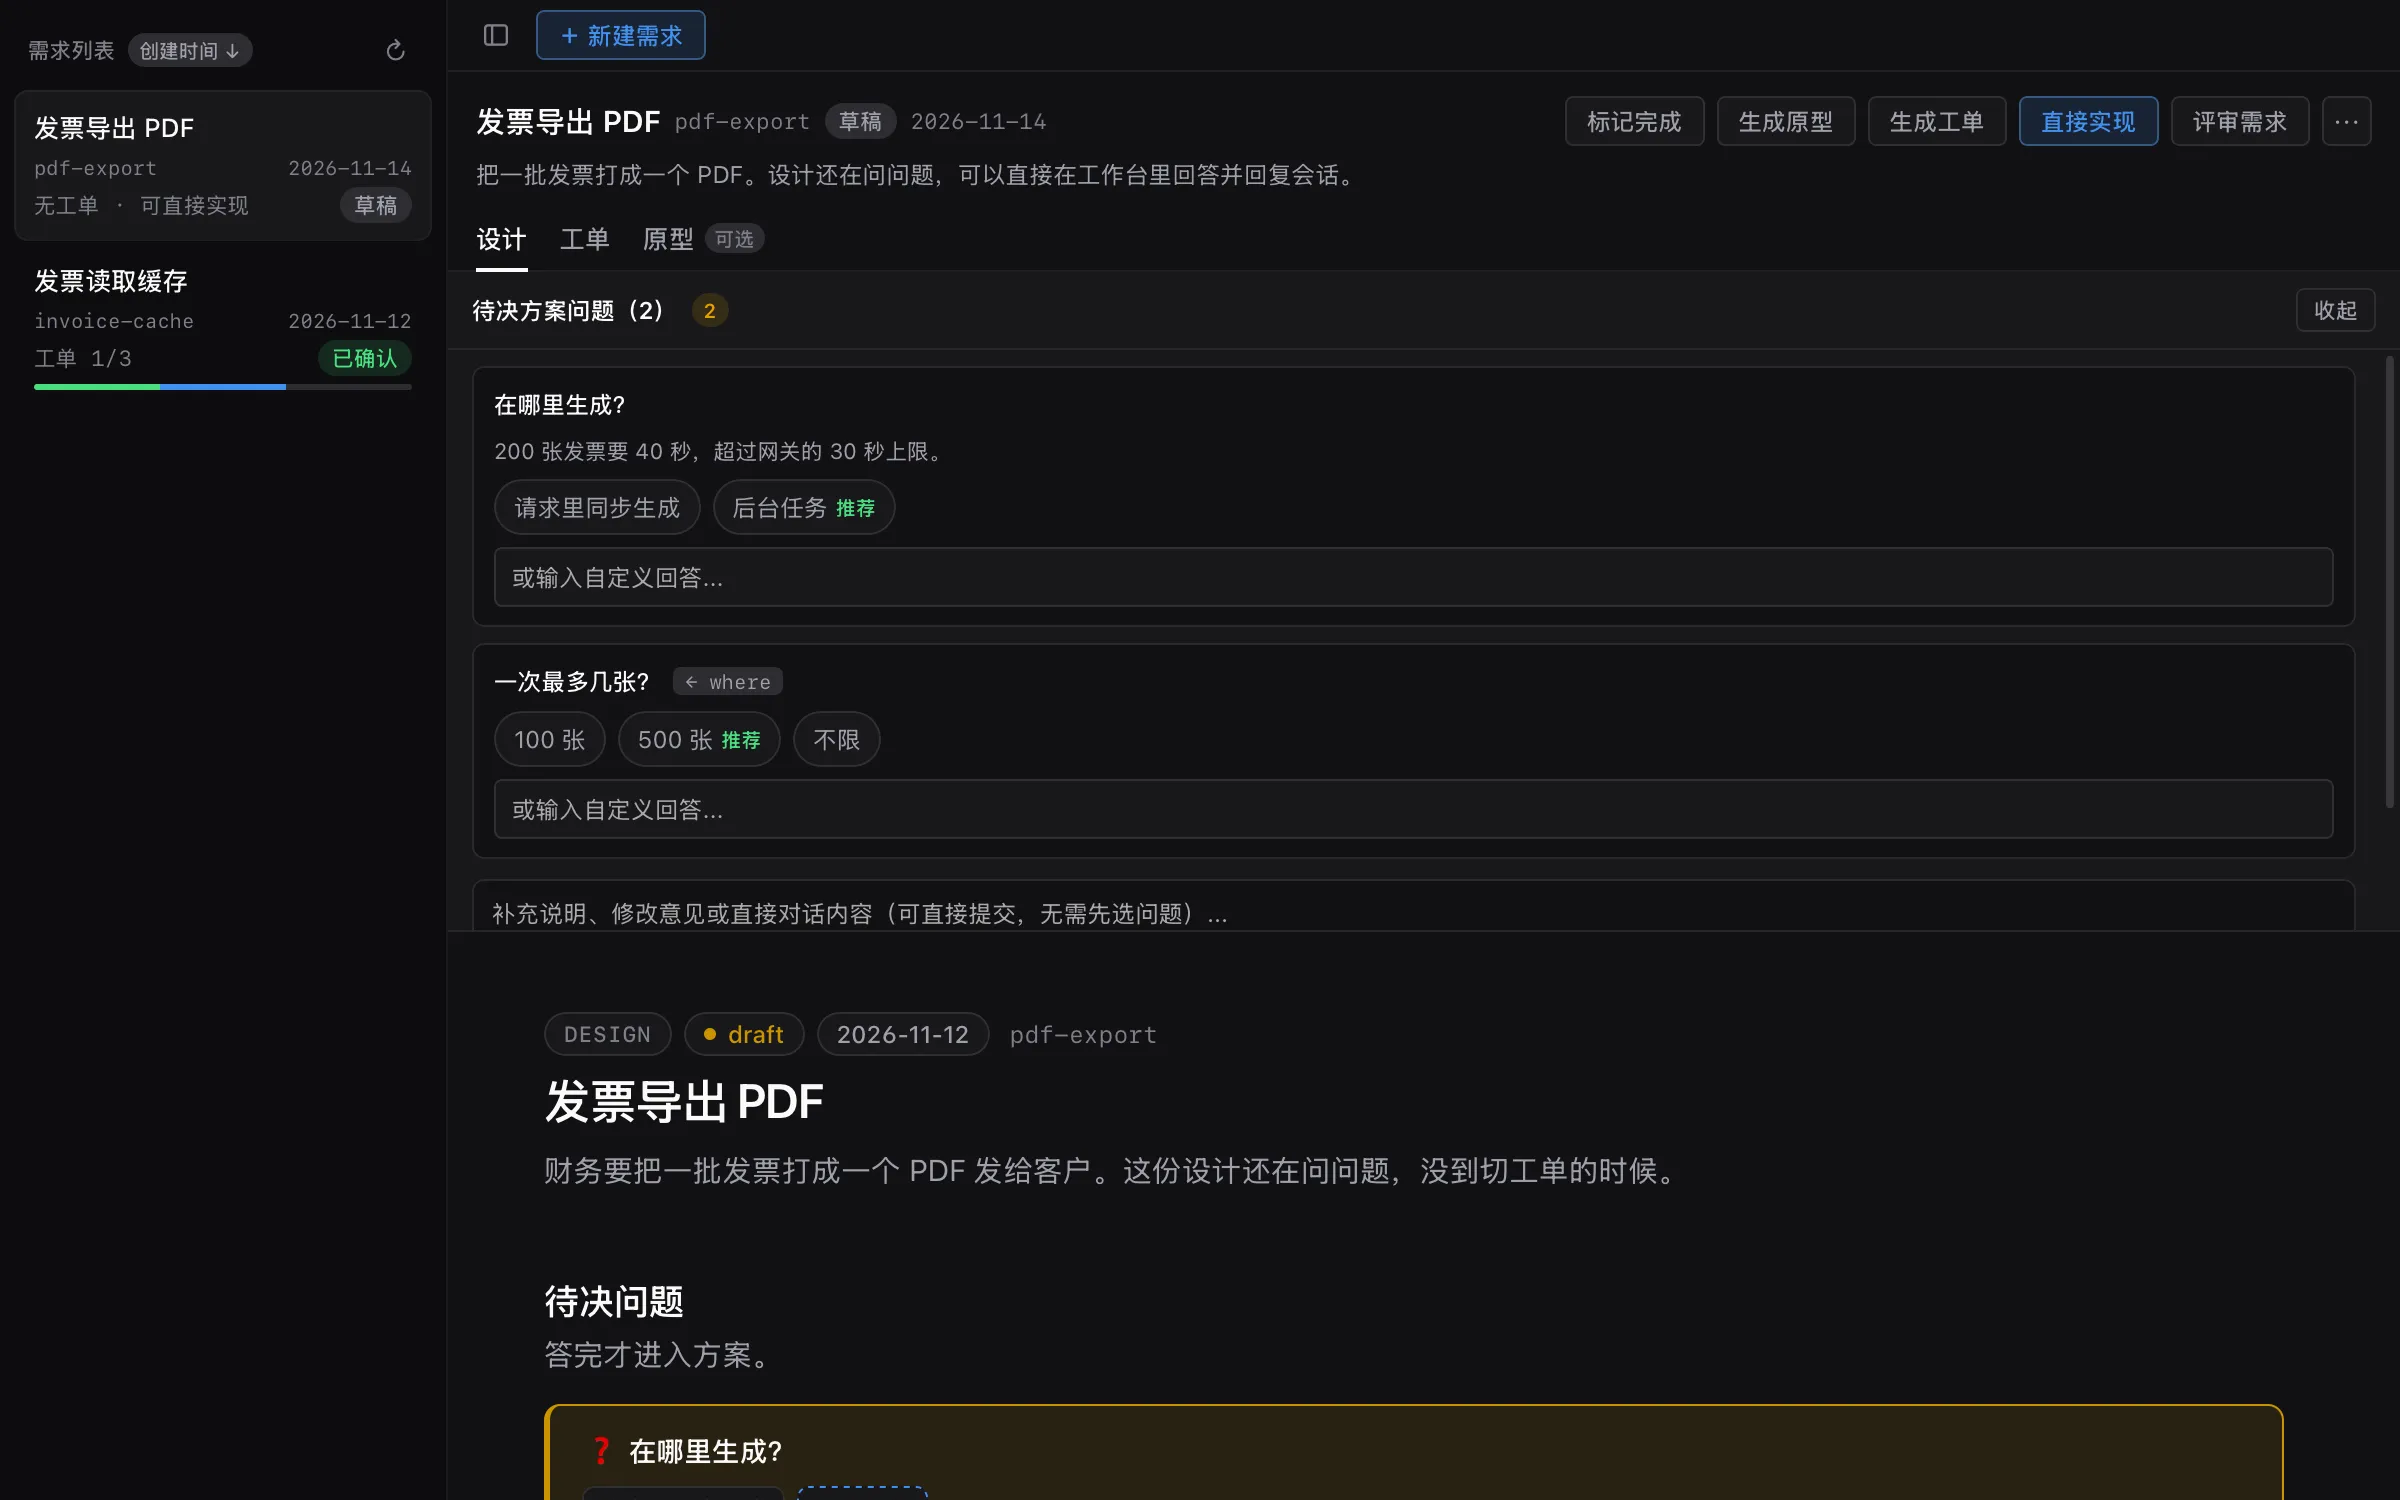 需求列表 创建时间 ↓
发票导出 PDF
pdf-export 2026-11-14
无工单 · 可直接实现 草稿
发票读取缓存
invoice-cache 2026-11-12
工单 1/3 已确认
+ 新建需求
发票导出 PDF pdf-export 草稿 2026-11-14
标记完成 生成原型 生成工单 直接实现 评审需求 ···
把一批发票打成一个 PDF。设计还在问问题，可以直接在工作台里回答并回复会话。
设计 工单 原型 可选
待决方案问题（2） 2 收起
在哪里生成？
200 张发票要 40 秒，超过网关的 30 秒上限。
请求里同步生成 后台任务 推荐
或输入自定义回答...
一次最多几张？ ← where
100 张 500 张 推荐 不限
或输入自定义回答...
补充说明、修改意见或直接对话内容（可直接提交，无需先选问题）...
DESIGN draft 2026-11-12 pdf-export
发票导出 PDF
财务要把一批发票打成一个 PDF 发给客户。这份设计还在问问题，没到切工单的时候。
待决问题
答完才进入方案。
❓ 在哪里生成？